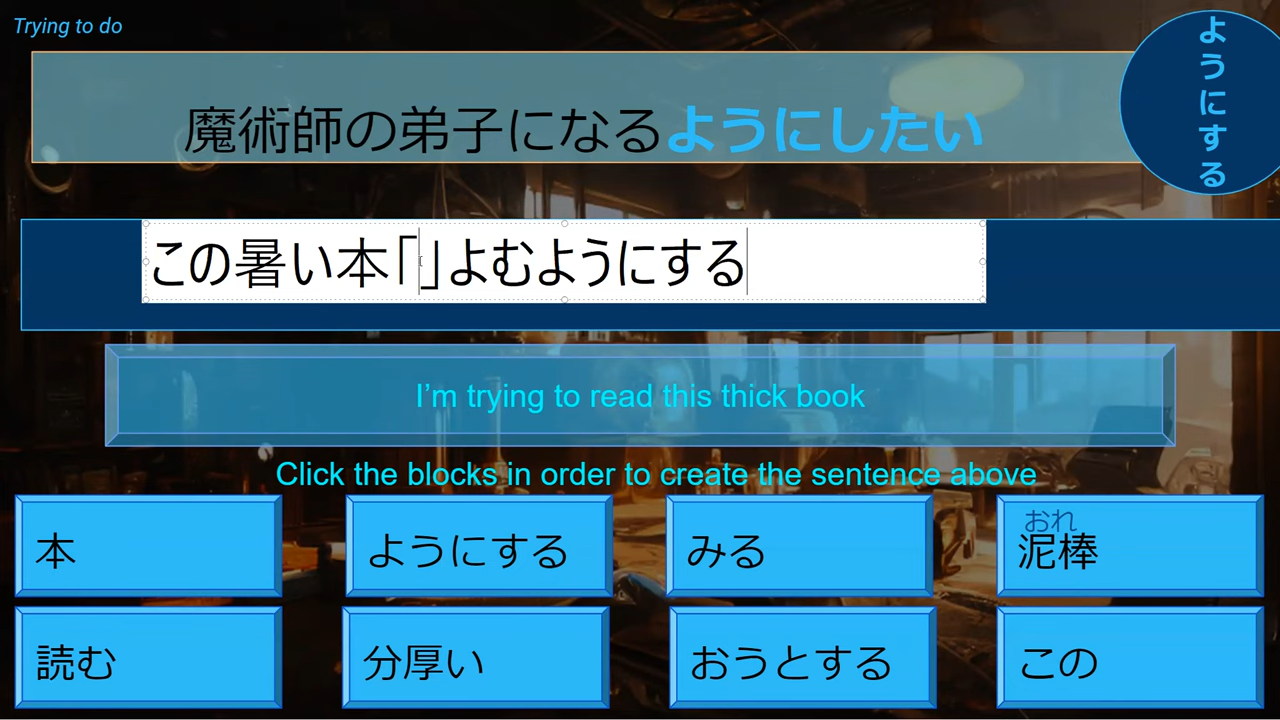 Trying to do
ようにする
魔術師の弟子になるようにしたい
この暑い本「」よむようにする
I'm trying to read this thick book
Click the blocks in order to create the sentence above
本
ようにする
みる
おれ
泥棒
読む
分厚い
おうとする
この